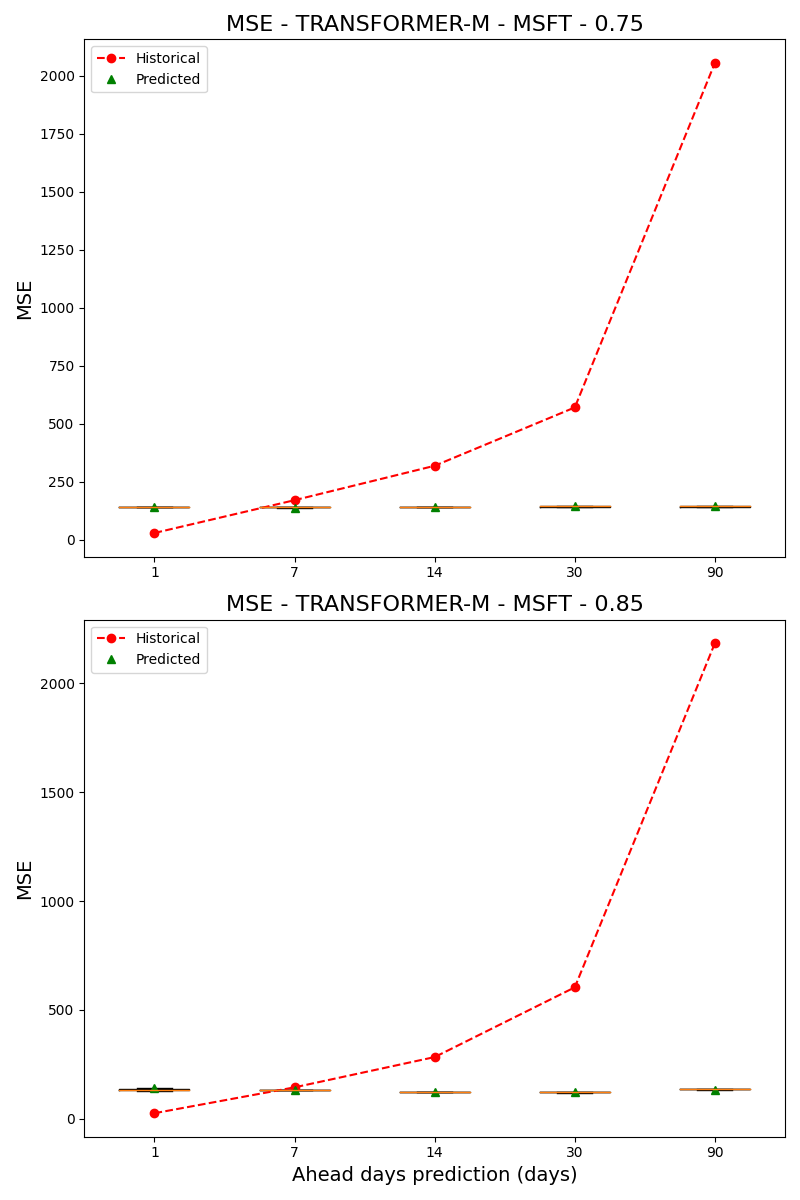 MSE - TRANSFORMER-M - MSFT - 0.75
Historical
Predicted
2000
1750
1500
1250
1000
750
500
250
0
MSE
1 7 14 30 90
MSE - TRANSFORMER-M - MSFT - 0.85
Historical
Predicted
2000
1500
1000
500
0
MSE
1 7 14 30 90
Ahead days prediction (days)